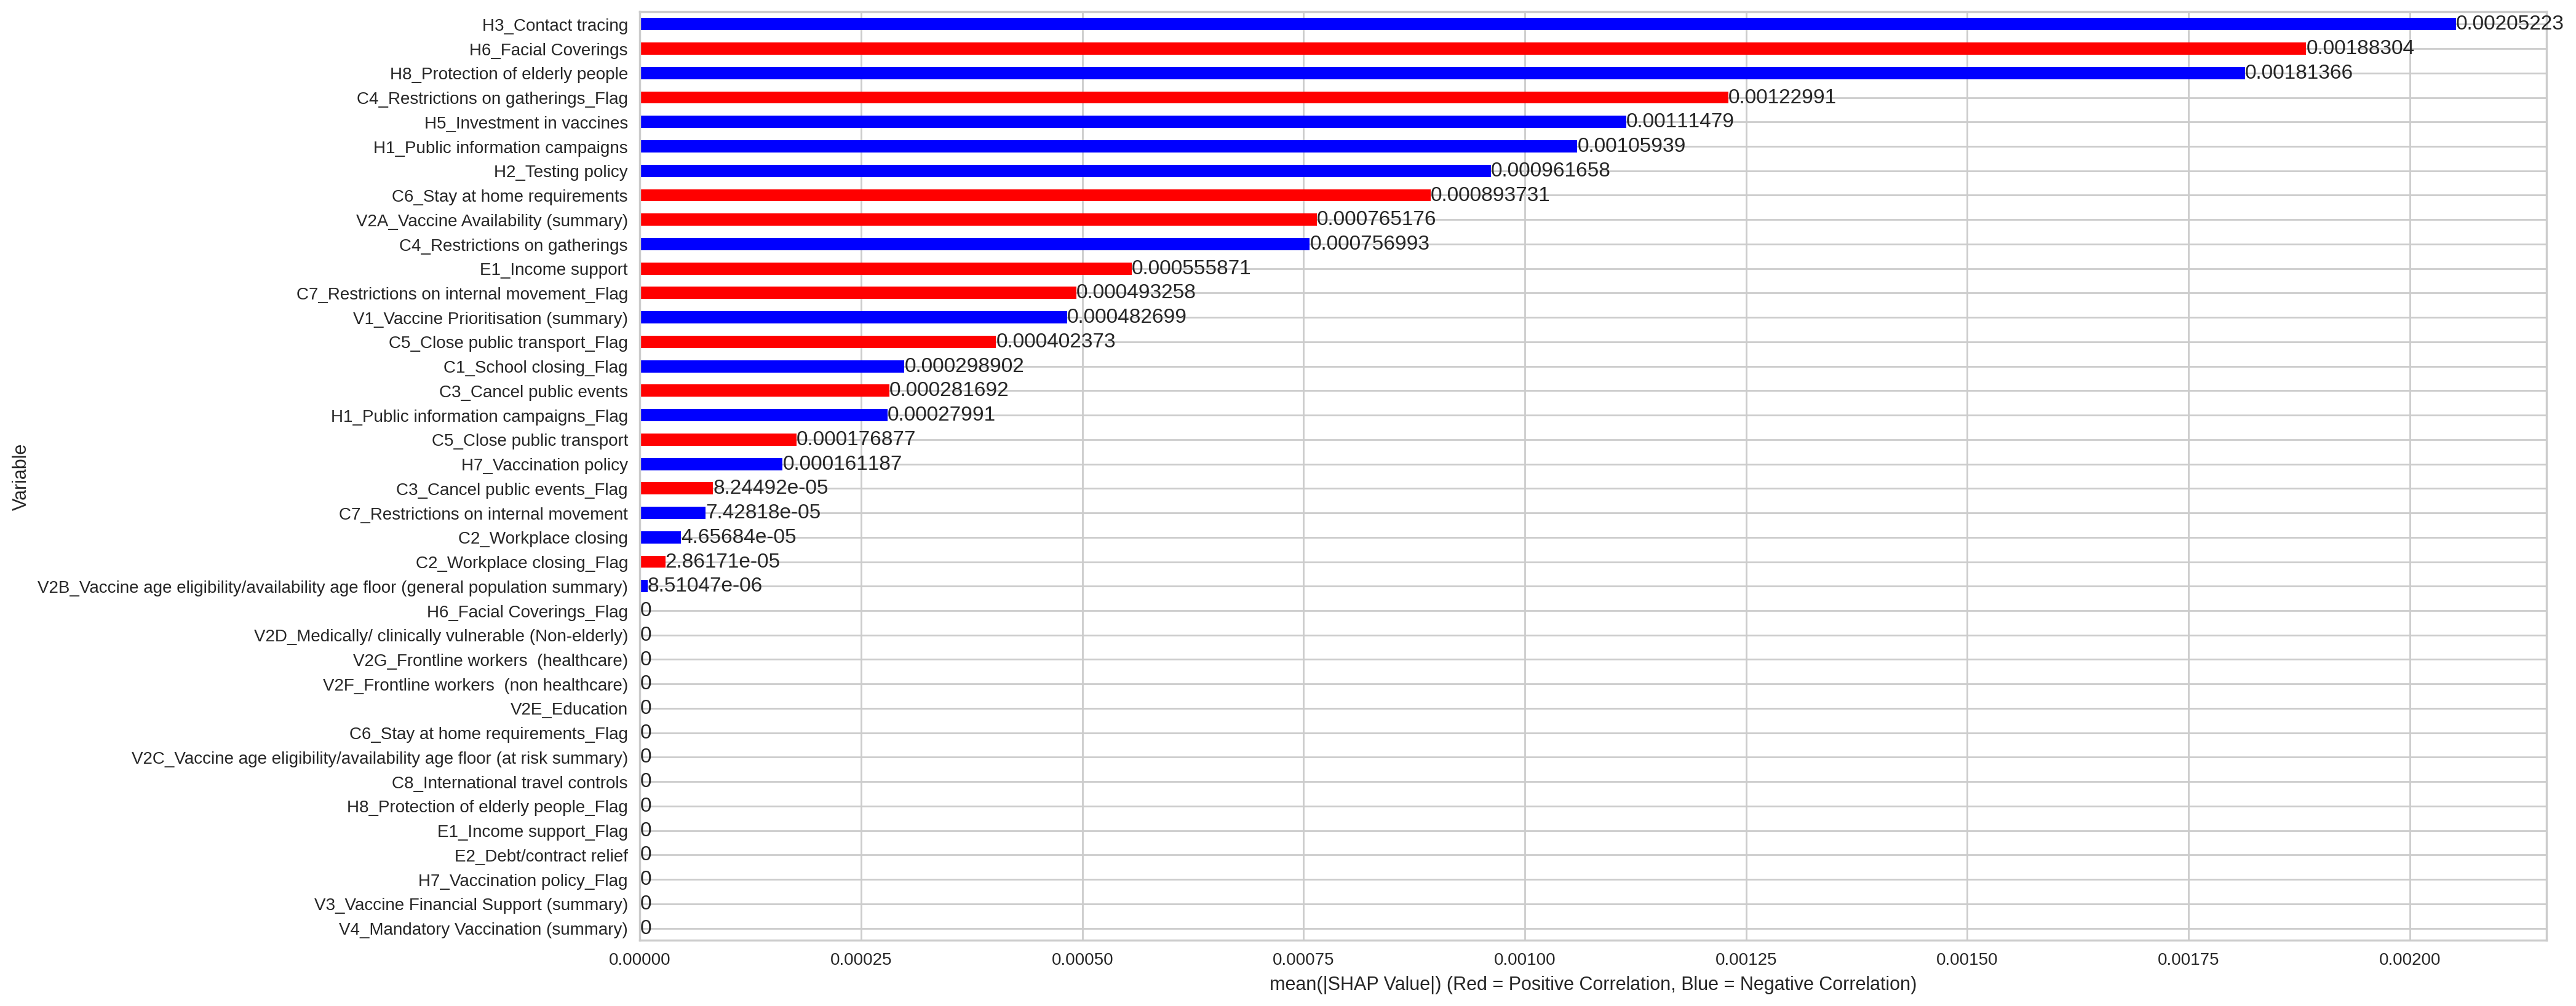 H3_Contact tracing 0.00205223
H6_Facial Coverings 0.00188304
H8_Protection of elderly people 0.00181366
C4_Restrictions on gatherings_Flag 0.00122991
H5_Investment in vaccines 0.00111479
H1_Public information campaigns 0.00105939
H2_Testing policy 0.000961658
C6_Stay at home requirements 0.000893731
V2A_Vaccine Availability (summary) 0.000765176
C4_Restrictions on gatherings 0.000756993
E1_Income support 0.000555871
C7_Restrictions on internal movement_Flag 0.000493258
V1_Vaccine Prioritisation (summary) 0.000482699
C5_Close public transport_Flag 0.000402373
C1_School closing_Flag 0.000298902
C3_Cancel public events 0.000281692
H1_Public information campaigns_Flag 0.00027991
C5_Close public transport 0.000176877
H7_Vaccination policy 0.000161187
C3_Cancel public events_Flag 8.24492e-05
C7_Restrictions on internal movement 7.42818e-05
C2_Workplace closing 4.65684e-05
C2_Workplace closing_Flag 2.86171e-05
V2B_Vaccine age eligibility/availability age floor (general population summary) 8.51047e-06
H6_Facial Coverings_Flag 0
V2D_Medically/ clinically vulnerable (Non-elderly) 0
V2G_Frontline workers  (healthcare) 0
V2F_Frontline workers  (non healthcare) 0
V2E_Education 0
C6_Stay at home requirements_Flag 0
V2C_Vaccine age eligibility/availability age floor (at risk summary) 0
C8_International travel controls 0
H8_Protection of elderly people_Flag 0
E1_Income support_Flag 0
E2_Debt/contract relief 0
H7_Vaccination policy_Flag 0
V3_Vaccine Financial Support (summary) 0
V4_Mandatory Vaccination (summary) 0
Variable
0.00000 0.00025 0.00050 0.00075 0.00100 0.00125 0.00150 0.00175 0.00200
mean(|SHAP Value|) (Red = Positive Correlation, Blue = Negative Correlation)